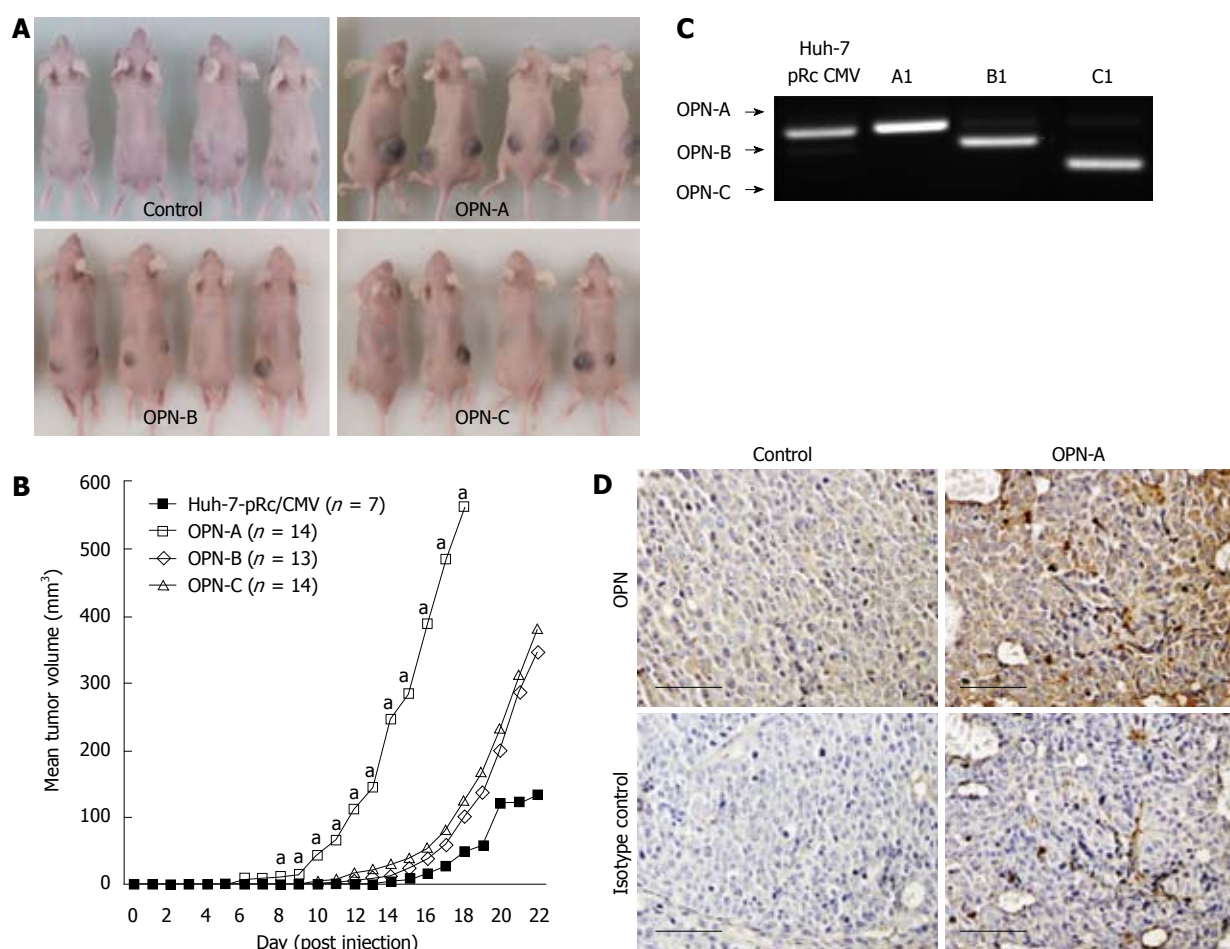 A
Control
OPN-A
OPN-B
OPN-C
B
600
500
400
300
200
100
0
Mean tumor volume (mm³)
Huh-7-pRc/CMV (n = 7)
OPN-A (n = 14)
OPN-B (n = 13)
OPN-C (n = 14)
a a a a a a a a a a a
0 2 4 6 8 10 12 14 16 18 20 22
Day (post injection)
C
Huh-7
pRc CMV A1 B1 C1
OPN-A
OPN-B
OPN-C
D
Control OPN-A
OPN
Isotype control